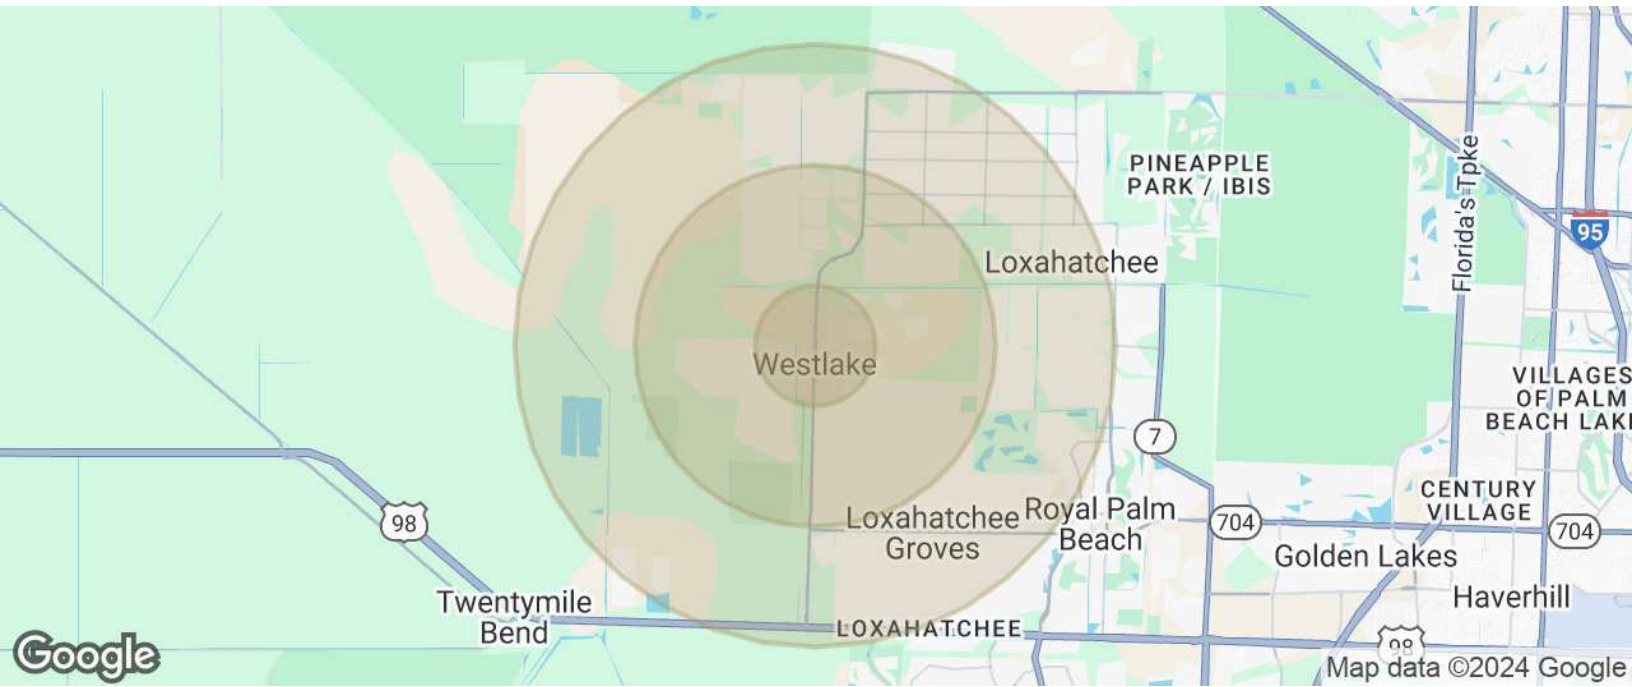 PINEAPPLE
PARK / IBIS
Florida's Tpke
95
Loxahatchee
Westlake
VILLAGES
OF PALM
BEACH LAKE
7
CENTURY
VILLAGE
98
Loxahatchee
Groves
Royal Palm
Beach
704
704
Golden Lakes
Haverhill
Twentymile
Bend
LOXAHATCHEE
98
Google
Map data ©2024 Google